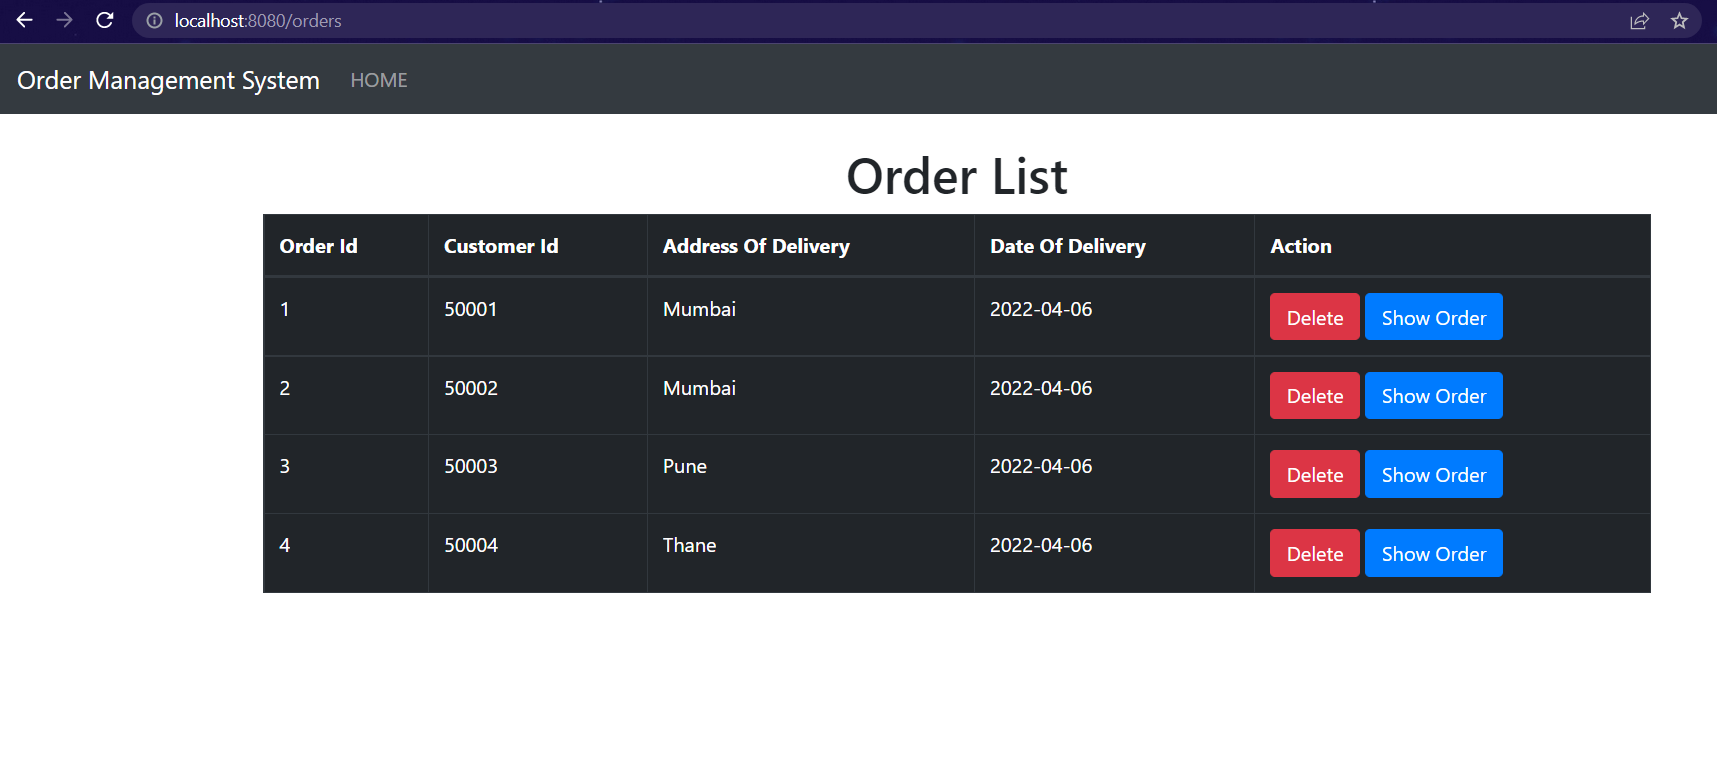 localhost:8080/orders
Order Management System HOME
Order List
Order Id Customer Id Address Of Delivery Date Of Delivery Action
1 50001 Mumbai 2022-04-06 Delete Show Order
2 50002 Mumbai 2022-04-06 Delete Show Order
3 50003 Pune 2022-04-06 Delete Show Order
4 50004 Thane 2022-04-06 Delete Show Order